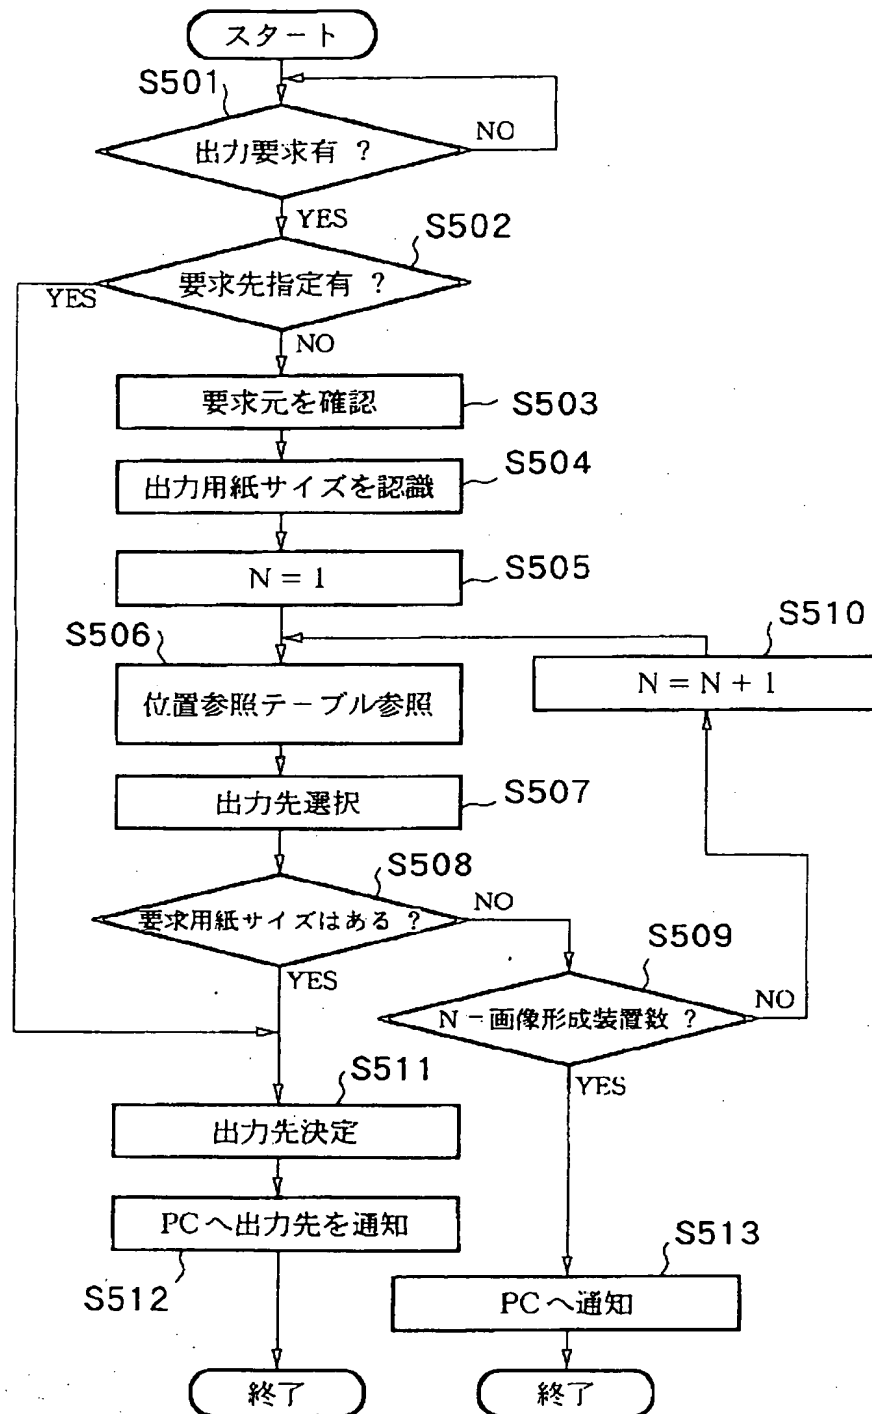 スタート
S501
出力要求有 ?
NO
YES
S502
要求先指定有 ?
YES
NO
要求元を確認
S503
S504
出力用紙サイズを認識
N = 1
S505
S506
位置参照テーブル参照
S510
N = N + 1
出力先選択
S507
S508
要求用紙サイズはある ?
NO
YES
S509
N − 画像形成装置数 ?
NO
YES
S511
出力先決定
PCへ出力先を通知
S512
S513
PCへ通知
終了
終了